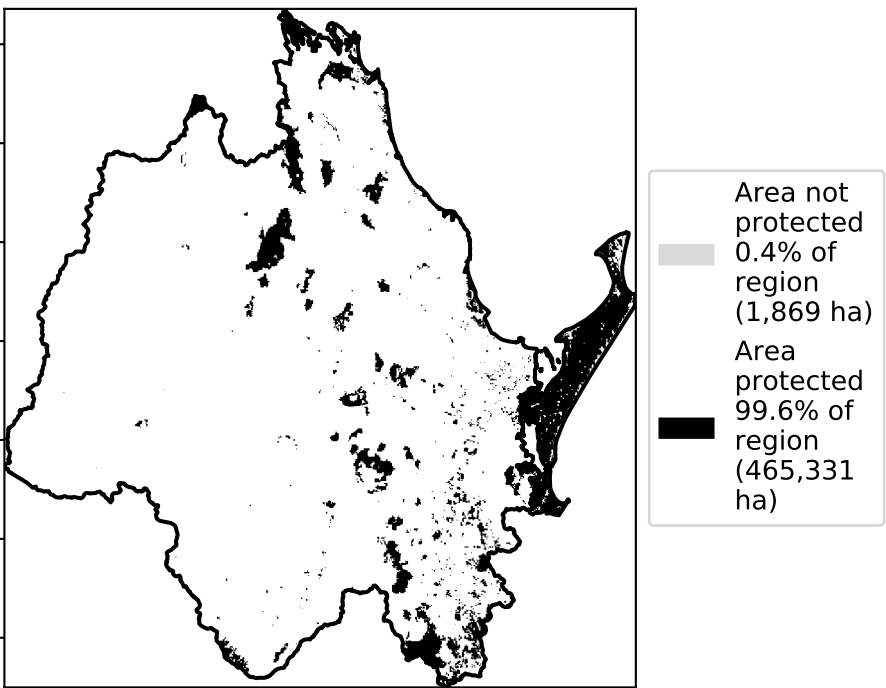 Area not
protected
0.4% of
region
(1,869 ha)
Area
protected
99.6% of
region
(465,331
ha)